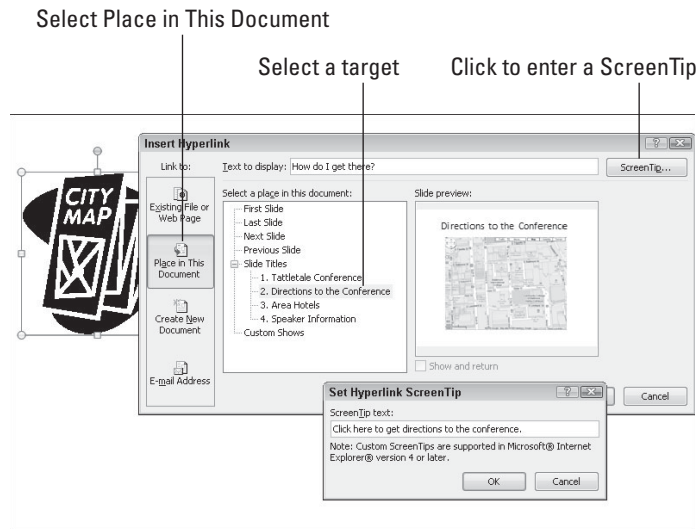 Select Place in This Document
Select a target
Click to enter a ScreenTip
Insert Hyperlink
Link to:
Text to display: How do I get there?
ScreenTip...
CITY
MAP
Existing File or
Web Page
Place in This
Document
Create New
Document
E-mail Address
Select a place in this document:
First Slide
Last Slide
Next Slide
Previous Slide
Slide Titles
1. Tattletale Conference
2. Directions to the Conference
3. Area Hotels
4. Speaker Information
Custom Shows
Slide preview:
Directions to the Conference
Show and return
Cancel
Set Hyperlink ScreenTip
ScreenTip text:
Click here to get directions to the conference.
Note: Custom ScreenTips are supported in Microsoft® Internet
Explorer® version 4 or later.
OK
Cancel